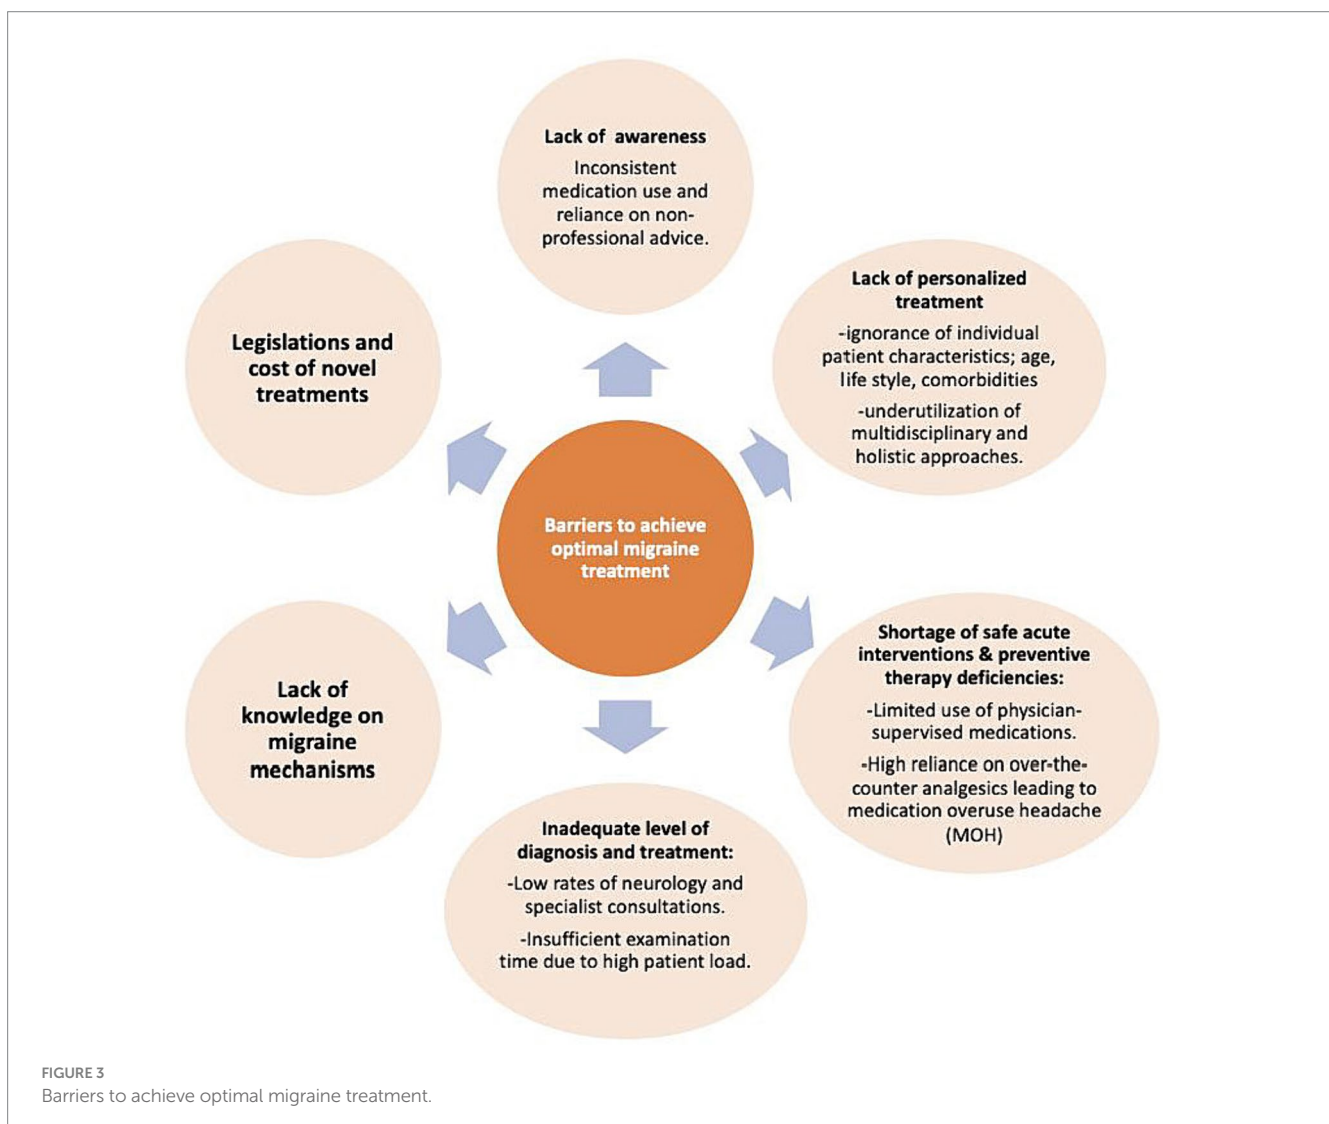 Lack of awareness
Inconsistent
medication use and
reliance on non-
professional advice.
Lack of personalized
treatment
-ignorance of individual
patient characteristics; age,
life style, comorbidities
-underutilization of
multidisciplinary and
holistic approaches.
Shortage of safe acute
interventions & preventive
therapy deficiencies:
-Limited use of physician-
supervised medications.
-High reliance on over-the-
counter analgesics leading to
medication overuse headache
(MOH)
Inadequate level of
diagnosis and treatment:
-Low rates of neurology and
specialist consultations.
-Insufficient examination
time due to high patient load.
Lack of
knowledge on
migraine
mechanisms
Legislations and
cost of novel
treatments
Barriers to achieve
optimal migraine
treatment
FIGURE 3
Barriers to achieve optimal migraine treatment.